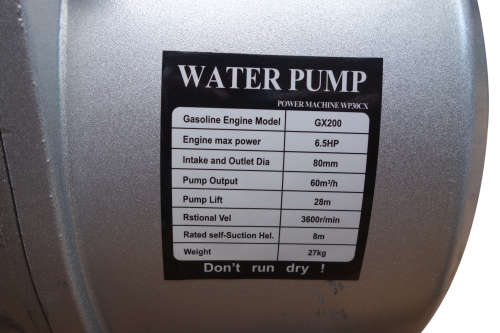 WATER PUMP
POWER MACHINE WP30CX
Gasoline Engine Model GX200
Engine max power 6.5HP
Intake and Outlet Dia 80mm
Pump Output 60m³/h
Pump Lift 28m
Rstional Vel 3600r/min
Rated self-Suction Hel. 8m
Weight 27kg
Don't run dry !